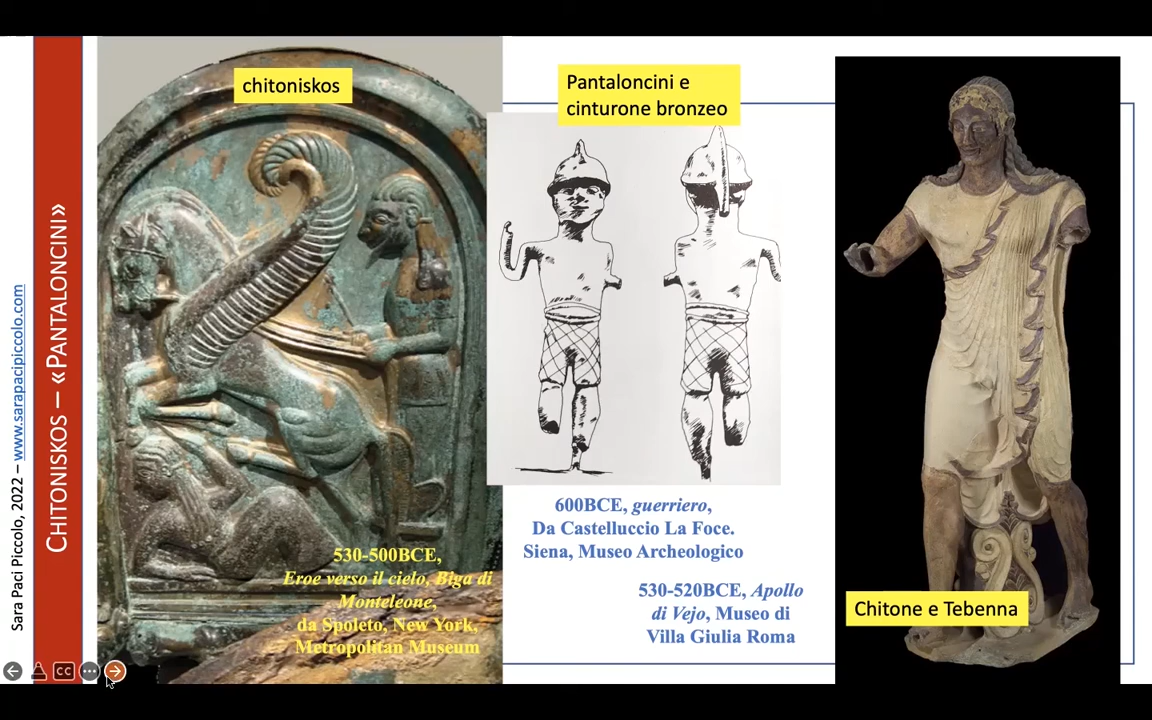 Sara Paci Piccolo, 2022 – www.sarapacipiccolo.com
CHITONISKOS – «PANTALONCINI»
chitoniskos
530-500BCE,
Eroe verso il cielo, Biga di
Monteleone,
da Spoleto, New York,
Metropolitan Museum
Pantaloncini e
cinturone bronzeo
600BCE, guerriero,
Da Castelluccio La Foce.
Siena, Museo Archeologico
530-520BCE, Apollo
di Vejo, Museo di
Villa Giulia Roma
Chitone e Tebenna
CC